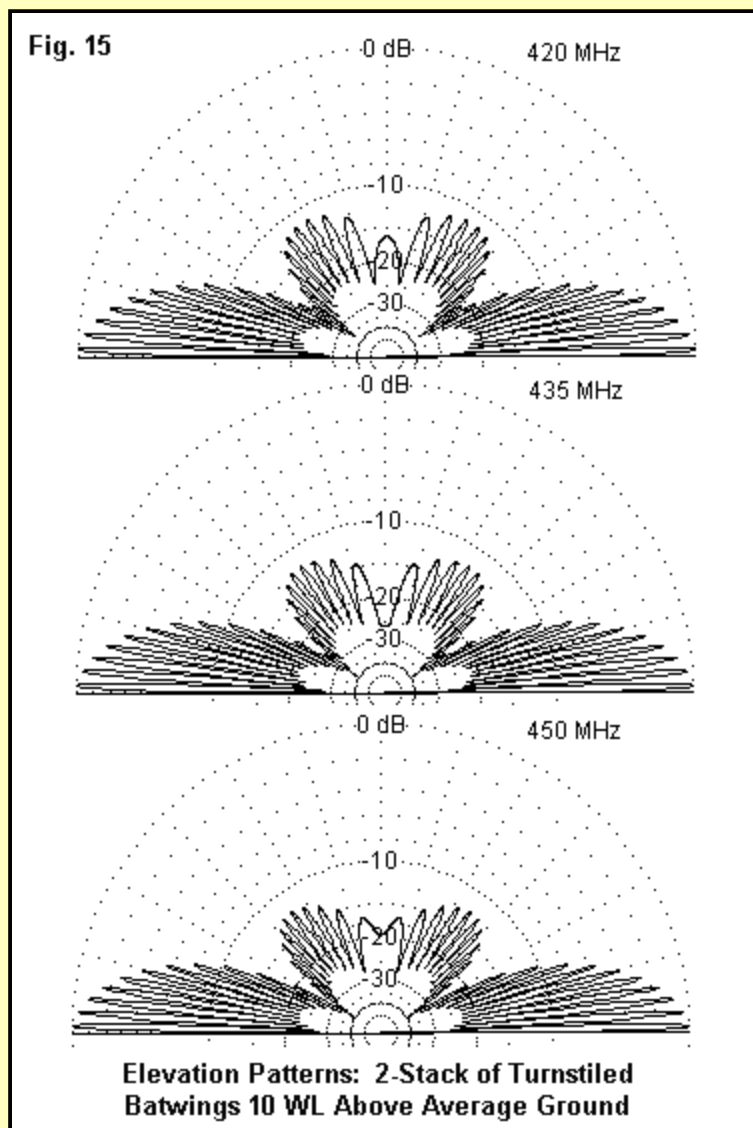 Fig. 15
0 dB
420 MHz
-10
-20
-30
0 dB
435 MHz
-10
-20
-30
0 dB
450 MHz
-10
-20
-30
Elevation Patterns: 2-Stack of Turnstiled
Batwings 10 WL Above Average Ground